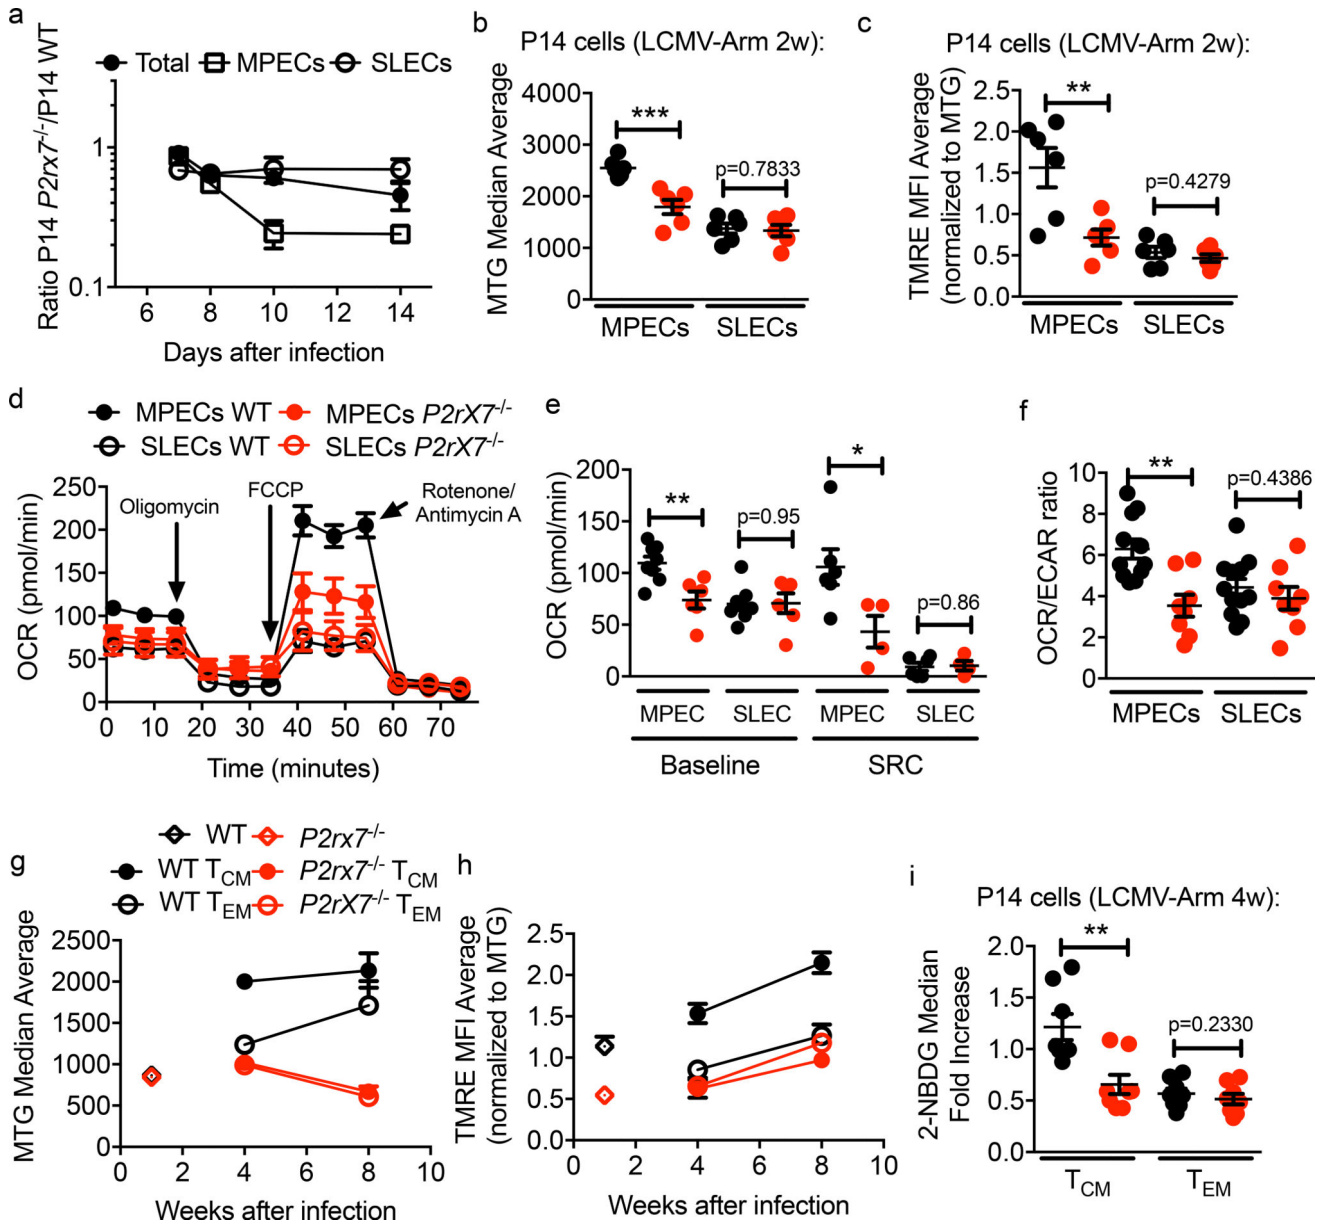 a
Total MPECs SLECs
Ratio P14 P2rx7-/-/P14 WT
1
0.1
6 8 10 12 14
Days after infection
b
P14 cells (LCMV-Arm 2w):
MTG Median Average
4000
3000
2000
1000
0
***
p=0.7833
MPECs SLECs
c
P14 cells (LCMV-Arm 2w):
TMRE MFI Average
(normalized to MTG)
2.5
2.0
1.5
1.0
0.5
0.0
**
p=0.4279
MPECs SLECs
d
MPECs WT MPECs P2rX7-/-
SLECs WT SLECs P2rX7-/-
OCR (pmol/min)
250
200
150
100
50
0
Oligomycin
FCCP
Rotenone/
Antimycin A
0 10 20 30 40 50 60 70
Time (minutes)
e
OCR (pmol/min)
200
150
100
50
0
**
p=0.95
*
p=0.86
MPEC SLEC MPEC SLEC
Baseline SRC
f
OCR/ECAR ratio
10
8
6
4
2
0
**
p=0.4386
MPECs SLECs
g
WT P2rx7-/-
WT TCM P2rx7-/- TCM
WT TEM P2rX7-/- TEM
MTG Median Average
2500
2000
1500
1000
500
0
0 2 4 6 8 10
Weeks after infection
h
TMRE MFI Average
(normalized to MTG)
2.5
2.0
1.5
1.0
0.5
0.0
0 2 4 6 8 10
Weeks after infection
i
P14 cells (LCMV-Arm 4w):
2-NBDG Median
Fold Increase
2.0
1.5
1.0
0.5
0.0
**
p=0.2330
TCM TEM